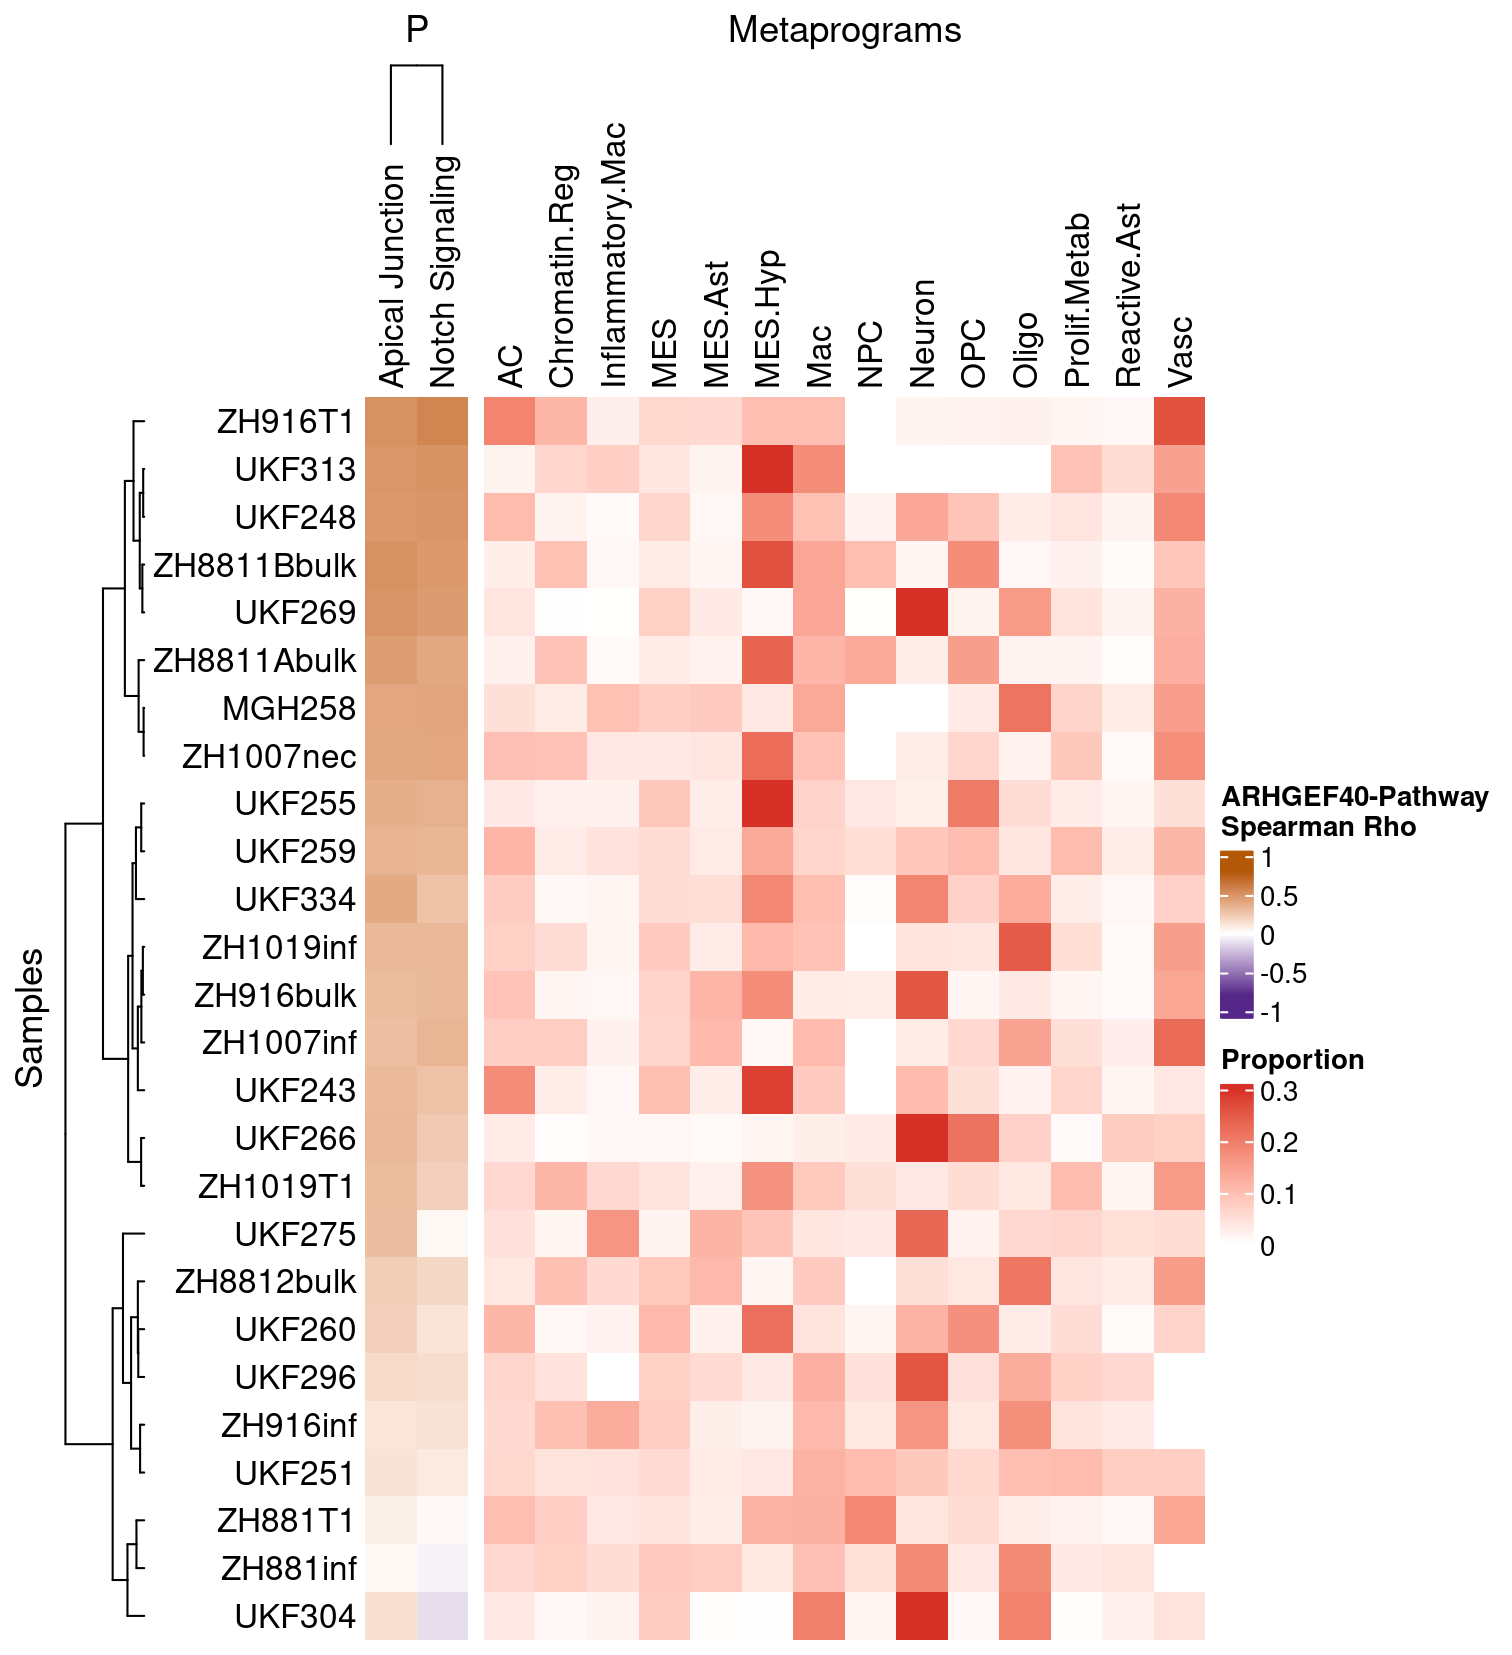 P
Metaprograms
Apical Junction
Notch Signaling
AC
Chromatin.Reg
Inflammatory.Mac
MES
MES.Ast
MES.Hyp
Mac
NPC
Neuron
OPC
Oligo
Prolif.Metab
Reactive.Ast
Vasc
Samples
ZH916T1
UKF313
UKF248
ZH8811Bbulk
UKF269
ZH8811Abulk
MGH258
ZH1007nec
UKF255
UKF259
UKF334
ZH1019inf
ZH916bulk
ZH1007inf
UKF243
UKF266
ZH1019T1
UKF275
ZH8812bulk
UKF260
UKF296
ZH916inf
UKF251
ZH881T1
ZH881inf
UKF304
ARHGEF40-Pathway
Spearman Rho
1
0.5
0
-0.5
-1
Proportion
0.3
0.2
0.1
0